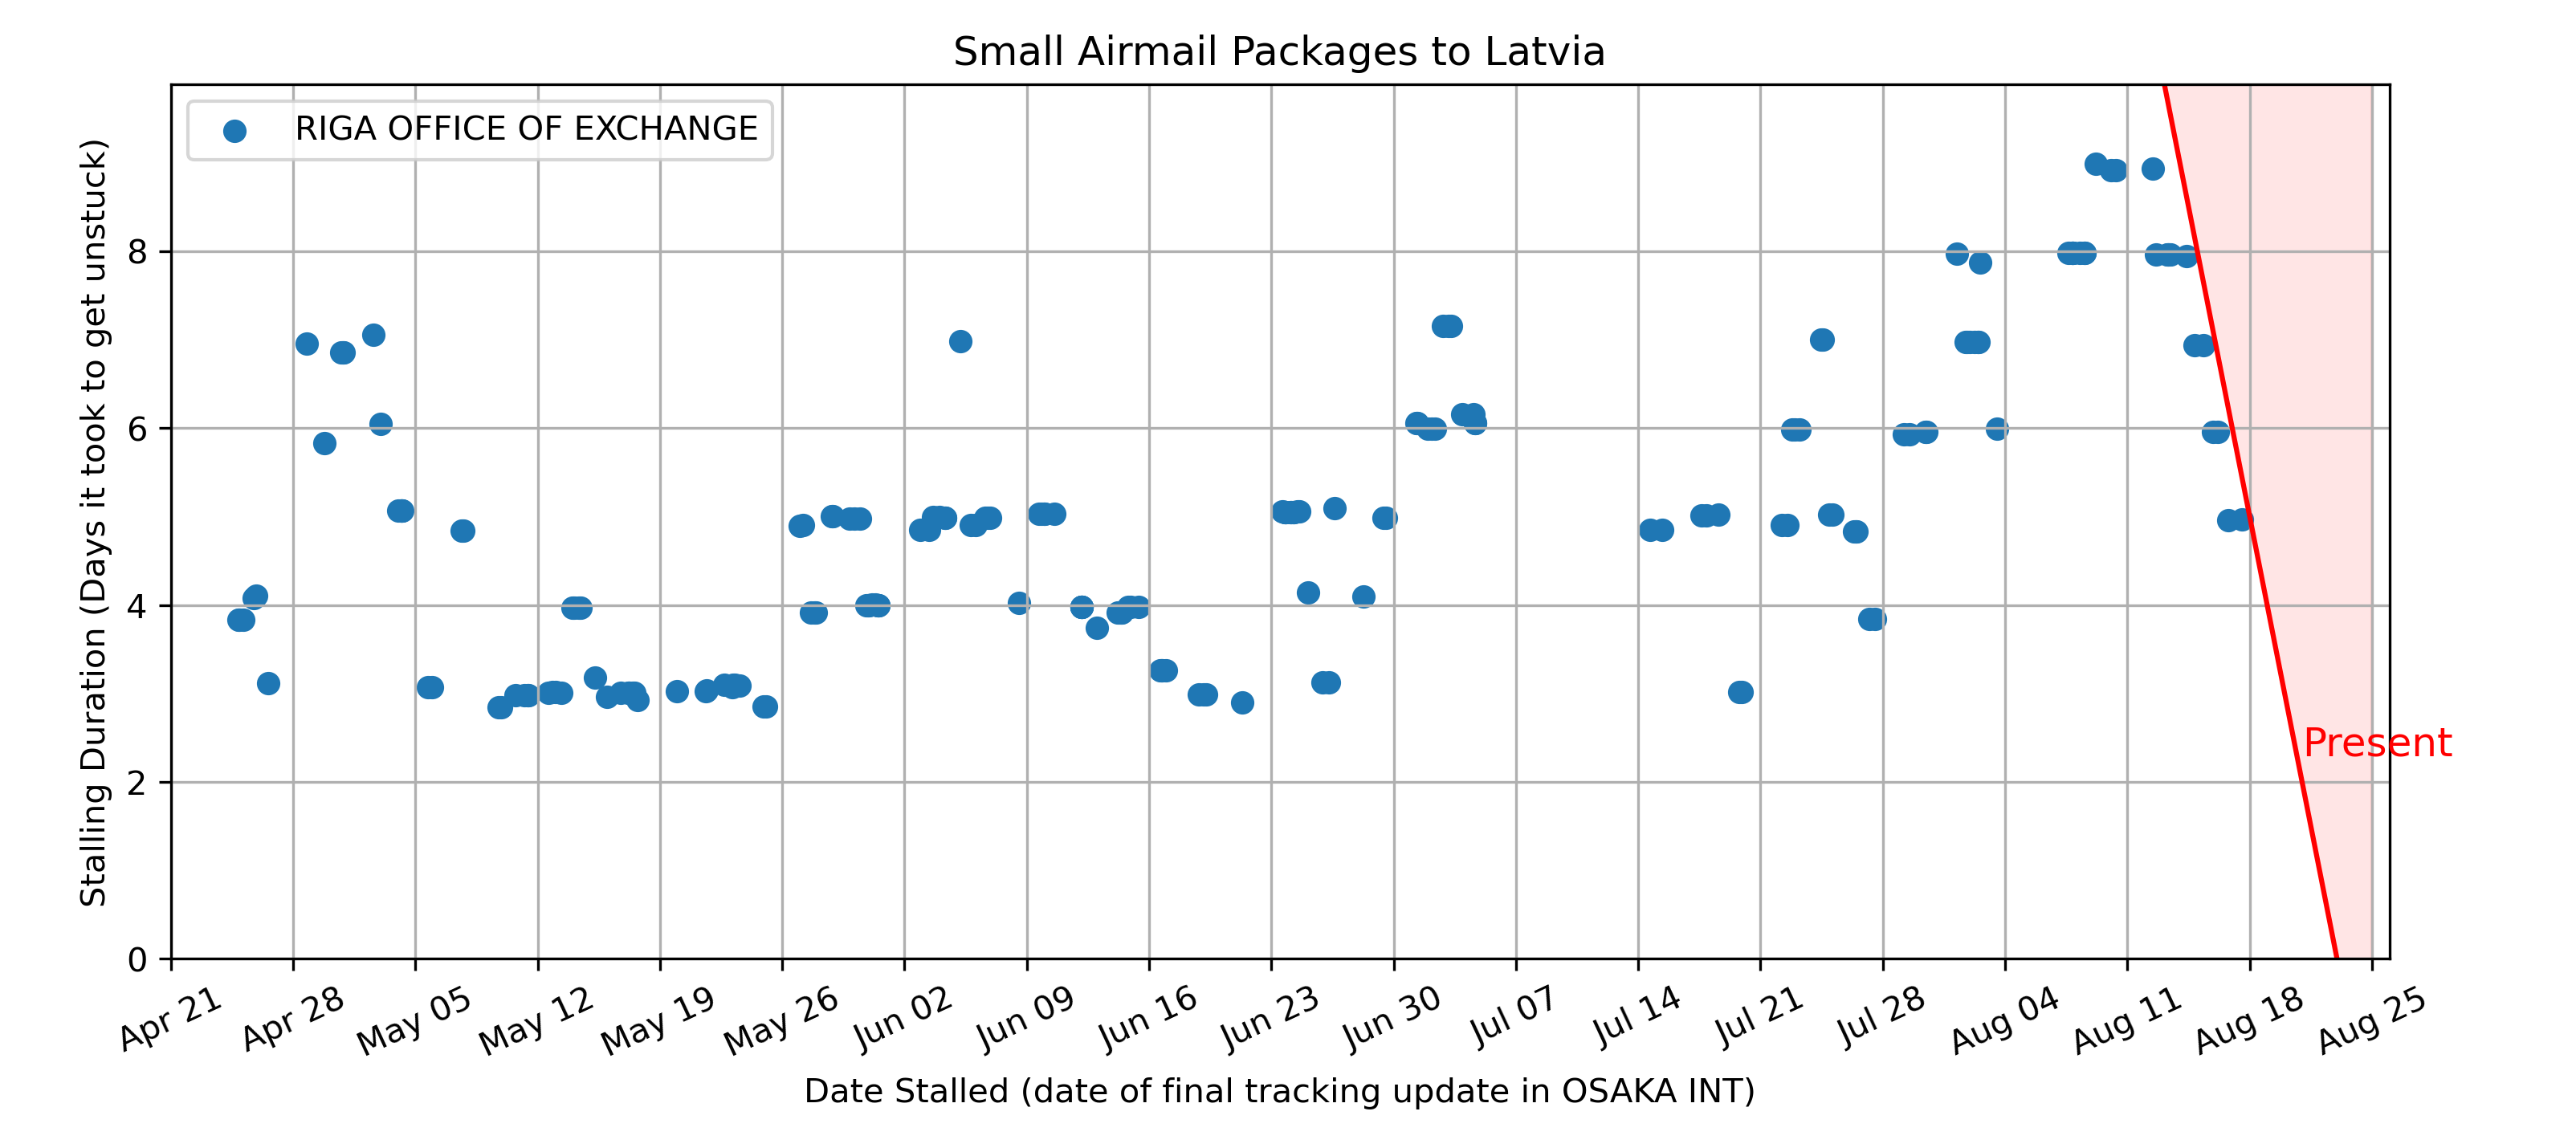 Small Airmail Packages to Latvia
RIGA OFFICE OF EXCHANGE
Stalling Duration (Days it took to get unstuck)
8
6
4
2
0
Present
Apr 21 Apr 28 May 05 May 12 May 19 May 26 Jun 02 Jun 09 Jun 16 Jun 23 Jun 30 Jul 07 Jul 14 Jul 21 Jul 28 Aug 04 Aug 11 Aug 18 Aug 25
Date Stalled (date of final tracking update in OSAKA INT)